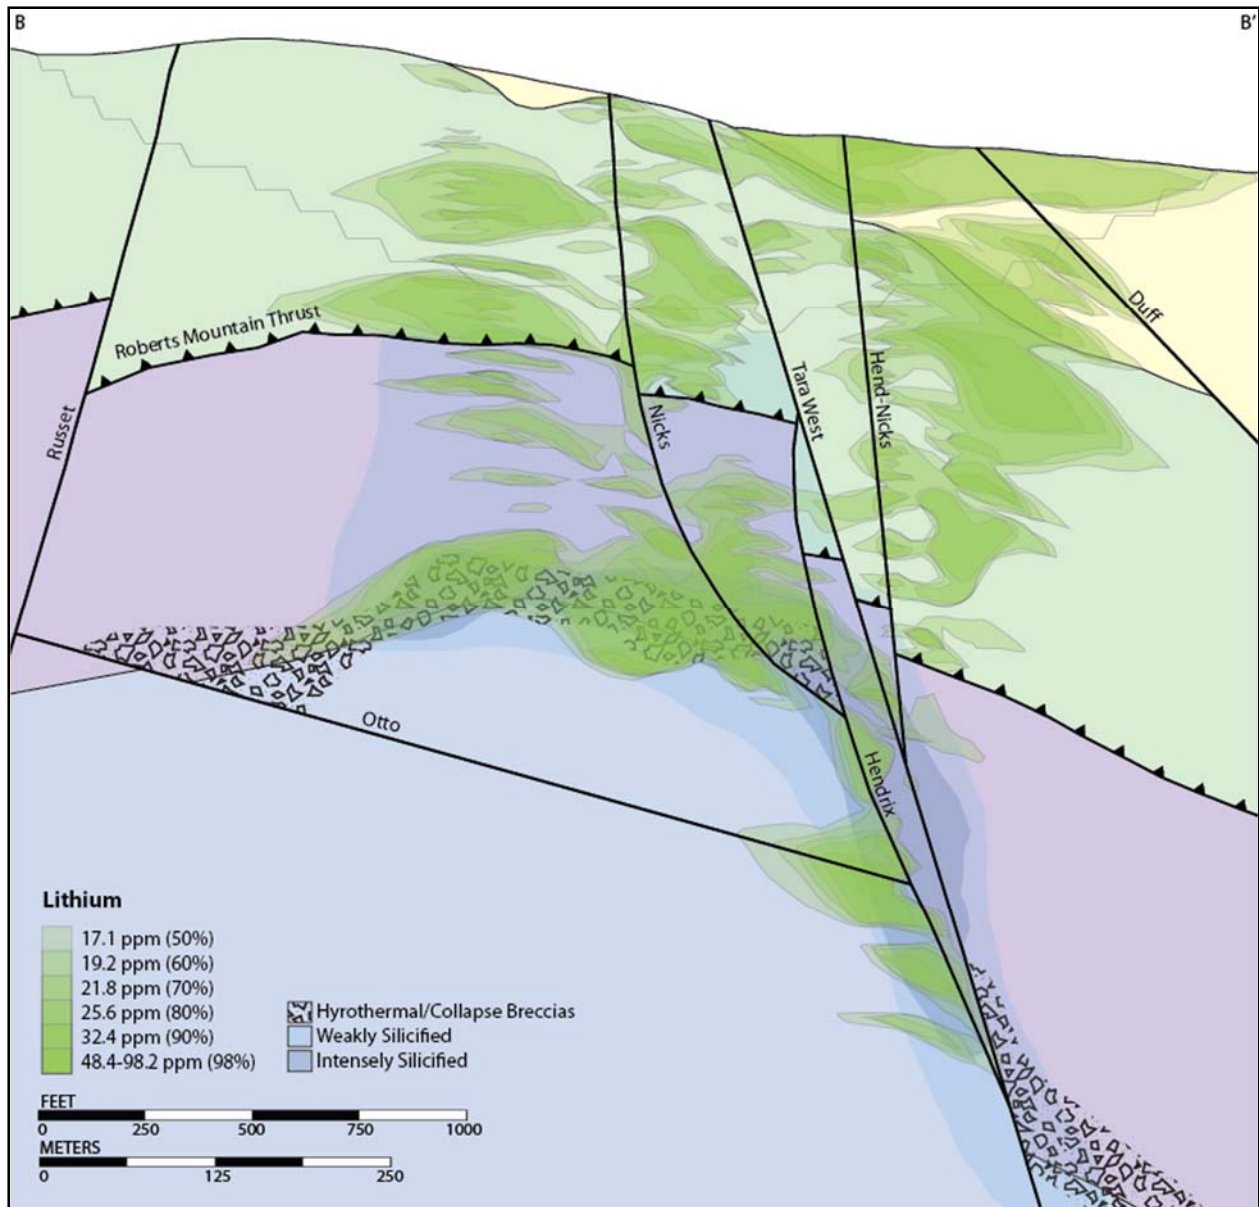 B
B'
Roberts Mountain Thrust
Russet
Nicks
Tara West
Hend-Nicks
Duff
Otto
Hendrix
Lithium
17.1 ppm (50%)
19.2 ppm (60%)
21.8 ppm (70%)
25.6 ppm (80%)
32.4 ppm (90%)
48.4-98.2 ppm (98%)
Hyrothermal/Collapse Breccias
Weakly Silicified
Intensely Silicified
FEET
0 250 500 750 1000
METERS
0 125 250